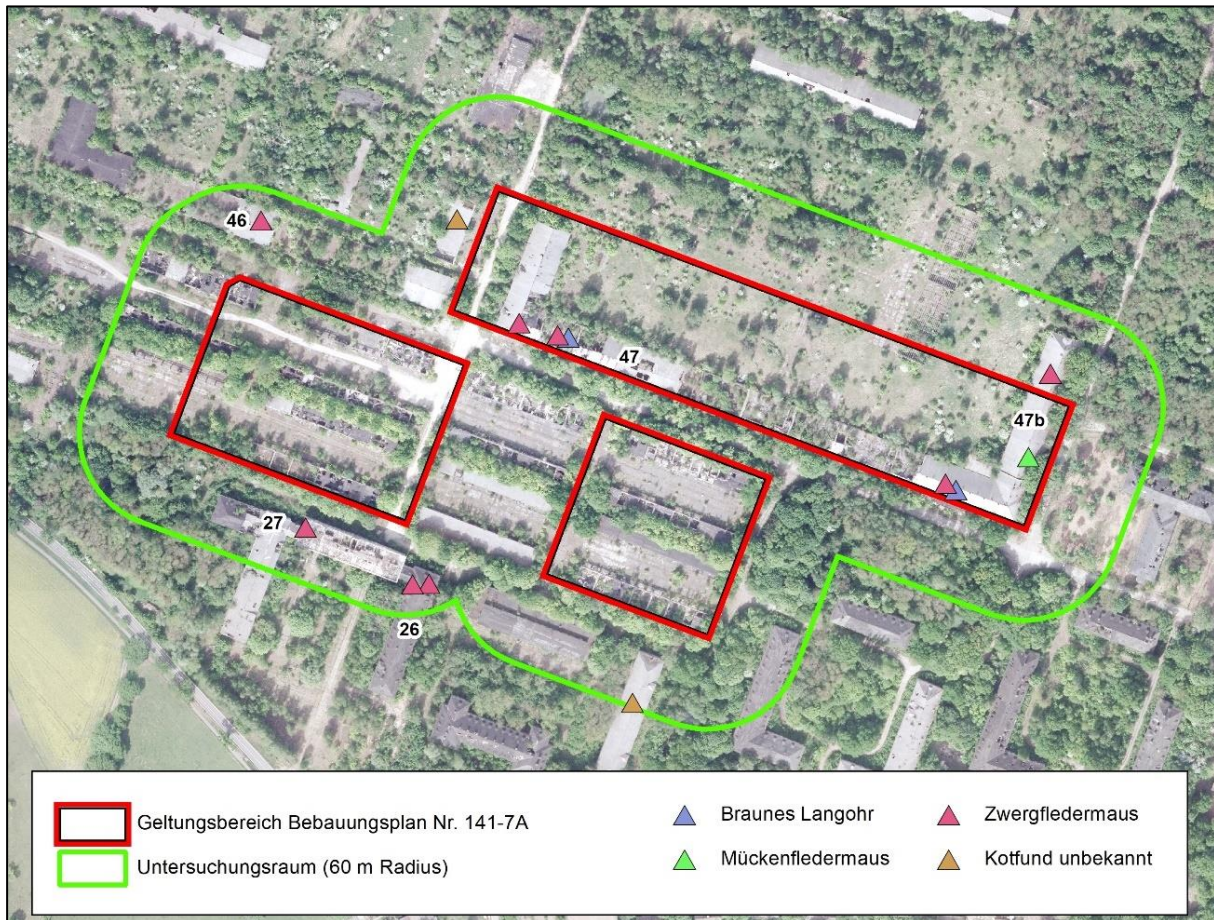 46
47
47b
27
26
Geltungsbereich Bebauungsplan Nr. 141-7A
Untersuchungsraum (60 m Radius)
Braunes Langohr
Mückenfledermaus
Zwergfledermaus
Kotfund unbekannt